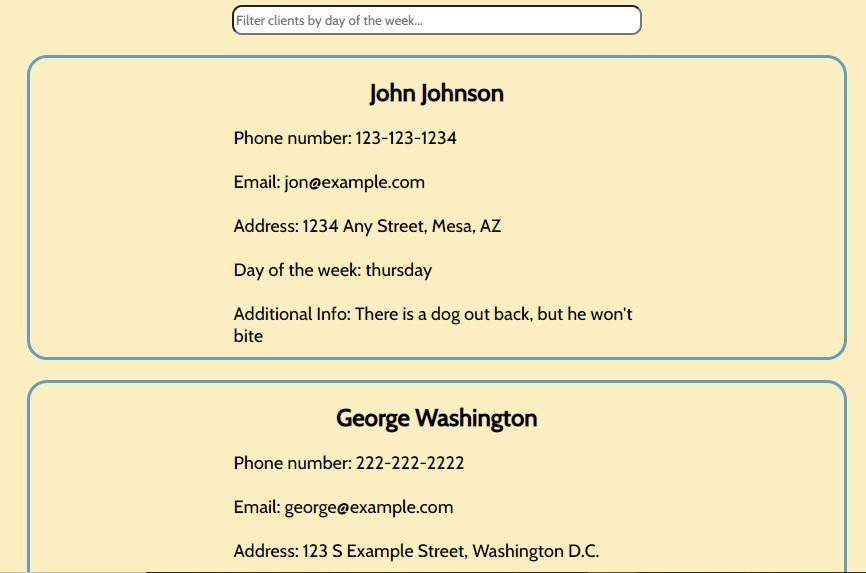 Filter clients by day of the week...
John Johnson
Phone number: 123-123-1234
Email: jon@example.com
Address: 1234 Any Street, Mesa, AZ
Day of the week: thursday
Additional Info: There is a dog out back, but he won't
bite
George Washington
Phone number: 222-222-2222
Email: george@example.com
Address: 123 S Example Street, Washington D.C.